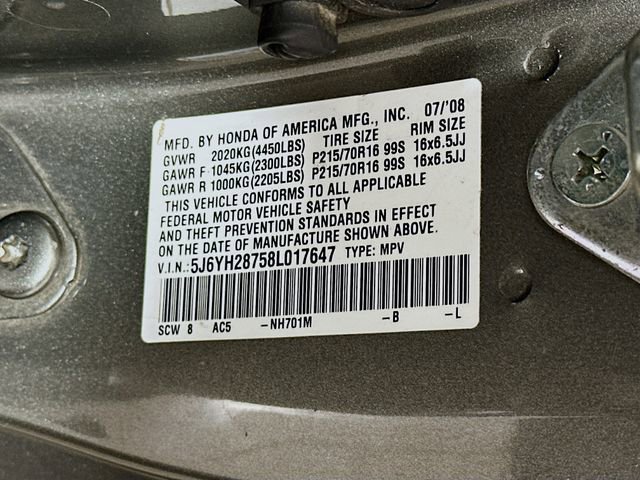 MFD. BY HONDA OF AMERICA MFG., INC. 07/'08
GVWR 2020KG(4450LBS) TIRE SIZE RIM SIZE
GAWR F 1045KG(2300LBS) P215/70R16 99S 16x6.5JJ
GAWR R 1000KG(2205LBS) P215/70R16 99S 16x6.5JJ
THIS VEHICLE CONFORMS TO ALL APPLICABLE
FEDERAL MOTOR VEHICLE SAFETY
AND THEFT PREVENTION STANDARDS IN EFFECT
ON THE DATE OF MANUFACTURE SHOWN ABOVE.
V.I.N.:5J6YH28758L017647 TYPE: MPV
SCW 8 AC5 -NH701M -B -L